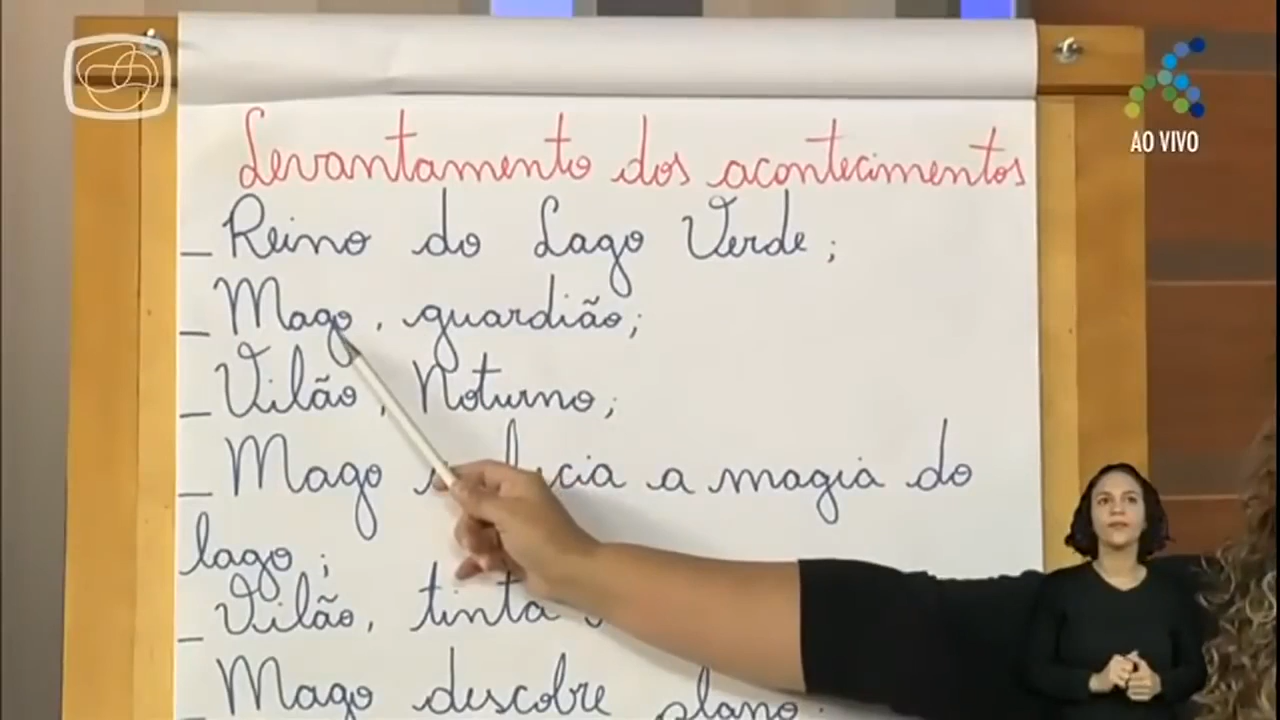 Levantamento dos acontecimentos
_ Reino do Lago Verde;
_ Mago, guardião;
_ Vilão, Noturno;
_ Mago a magia do
lago;
_ Vilão, tinta
_ Mago descobre plano.
AO VIVO